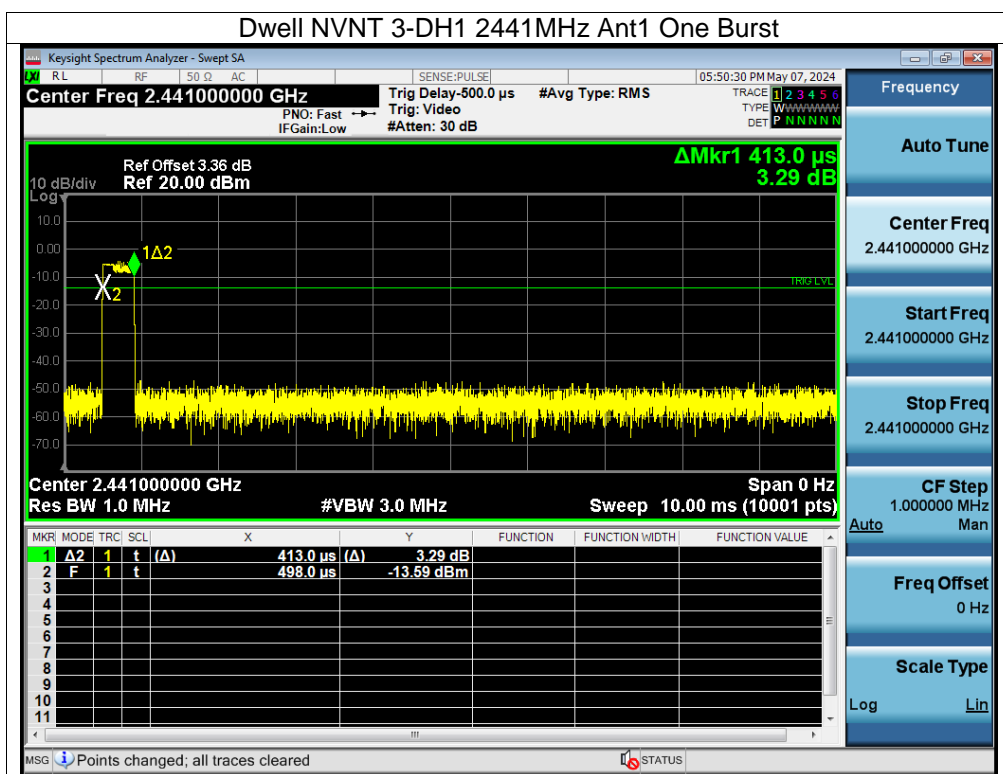 Dwell NVNT 3-DH1 2441MHz Ant1 One Burst
Keysight Spectrum Analyzer - Swept SA
LXI RL RF 50 Ω AC SENSE:PULSE 05:50:30 PM May 07, 2024
Center Freq 2.441000000 GHz Trig Delay-500.0 µs #Avg Type: RMS TRACE 1 2 3 4 5 6
PNO: Fast Trig: Video TYPE WWWWWW
IFGain:Low #Atten: 30 dB DET P N N N N N
ΔMkr1 413.0 µs
3.29 dB
Ref Offset 3.36 dB
10 dB/div Ref 20.00 dBm
Log
10.0
0.00
-10.0
-20.0
-30.0
-40.0
-50.0
-60.0
-70.0
1Δ2
X2
TRIG LVL
Center 2.441000000 GHz Span 0 Hz
Res BW 1.0 MHz #VBW 3.0 MHz Sweep 10.00 ms (10001 pts)
MKR MODE TRC SCL X Y FUNCTION FUNCTION WIDTH FUNCTION VALUE
1 Δ2 1 t (Δ) 413.0 µs (Δ) 3.29 dB
2 F 1 t 498.0 µs -13.59 dBm
3
4
5
6
7
8
9
10
11
MSG Points changed; all traces cleared STATUS
Frequency
Auto Tune
Center Freq
2.441000000 GHz
Start Freq
2.441000000 GHz
Stop Freq
2.441000000 GHz
CF Step
1.000000 MHz
Auto Man
Freq Offset
0 Hz
Scale Type
Log Lin